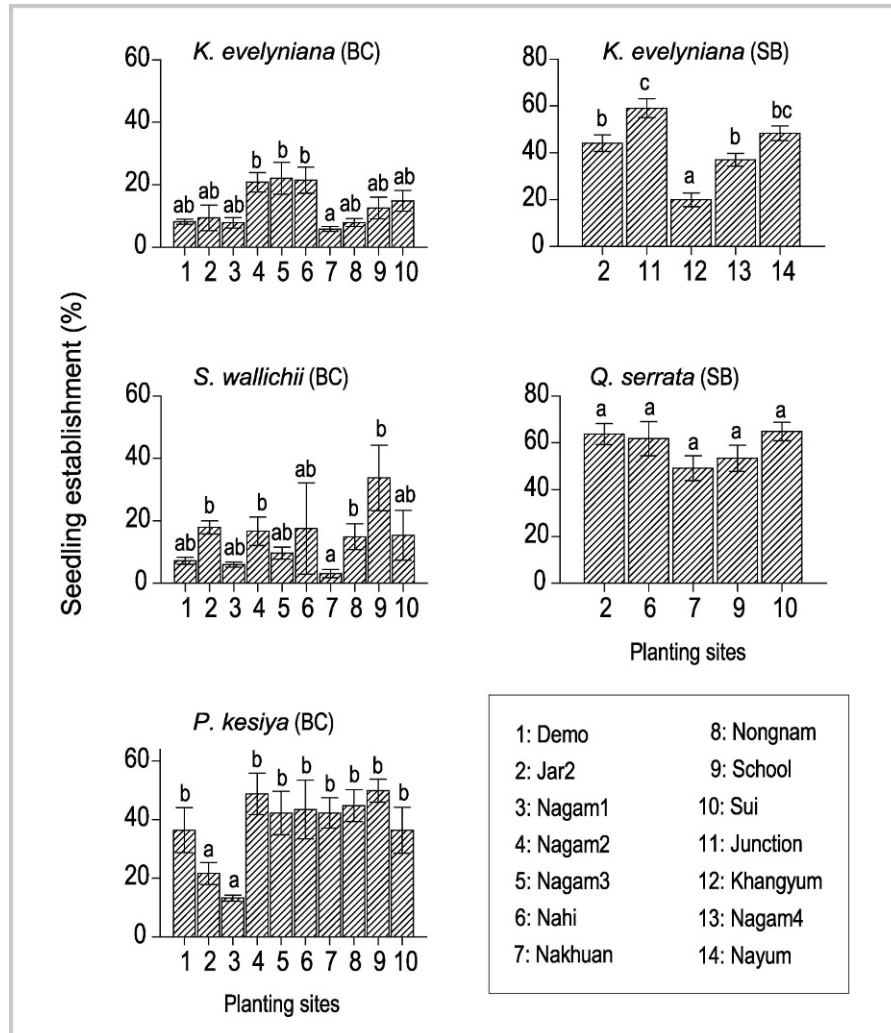 Seedling establishment (%)
K. evelyniana (BC)
60
40
20
0
ab ab ab b b b a ab ab ab
1 2 3 4 5 6 7 8 9 10
K. evelyniana (SB)
80
60
40
20
0
b c a b bc
2 11 12 13 14
S. wallichii (BC)
60
40
20
0
ab b ab b ab ab a b b ab
1 2 3 4 5 6 7 8 9 10
Q. serrata (SB)
80
60
40
20
0
a a a a a
2 6 7 9 10
Planting sites
P. kesiya (BC)
60
40
20
0
b a a b b b b b b b
1 2 3 4 5 6 7 8 9 10
Planting sites
1: Demo
2: Jar2
3: Nagam1
4: Nagam2
5: Nagam3
6: Nahi
7: Nakhuan
8: Nongnam
9: School
10: Sui
11: Junction
12: Khangyum
13: Nagam4
14: Nayum